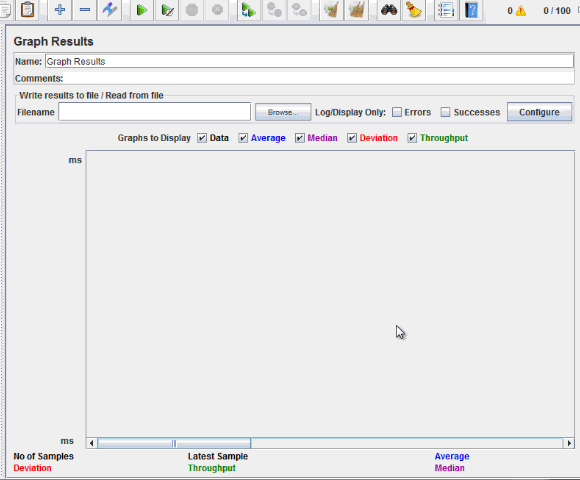 0 0 / 100
Graph Results
Name: Graph Results
Comments:
Write results to file / Read from file
Filename Browse... Log/Display Only: Errors Successes Configure
Graphs to Display Data Average Median Deviation Throughput
ms
ms
No of Samples Latest Sample Average
Deviation Throughput Median